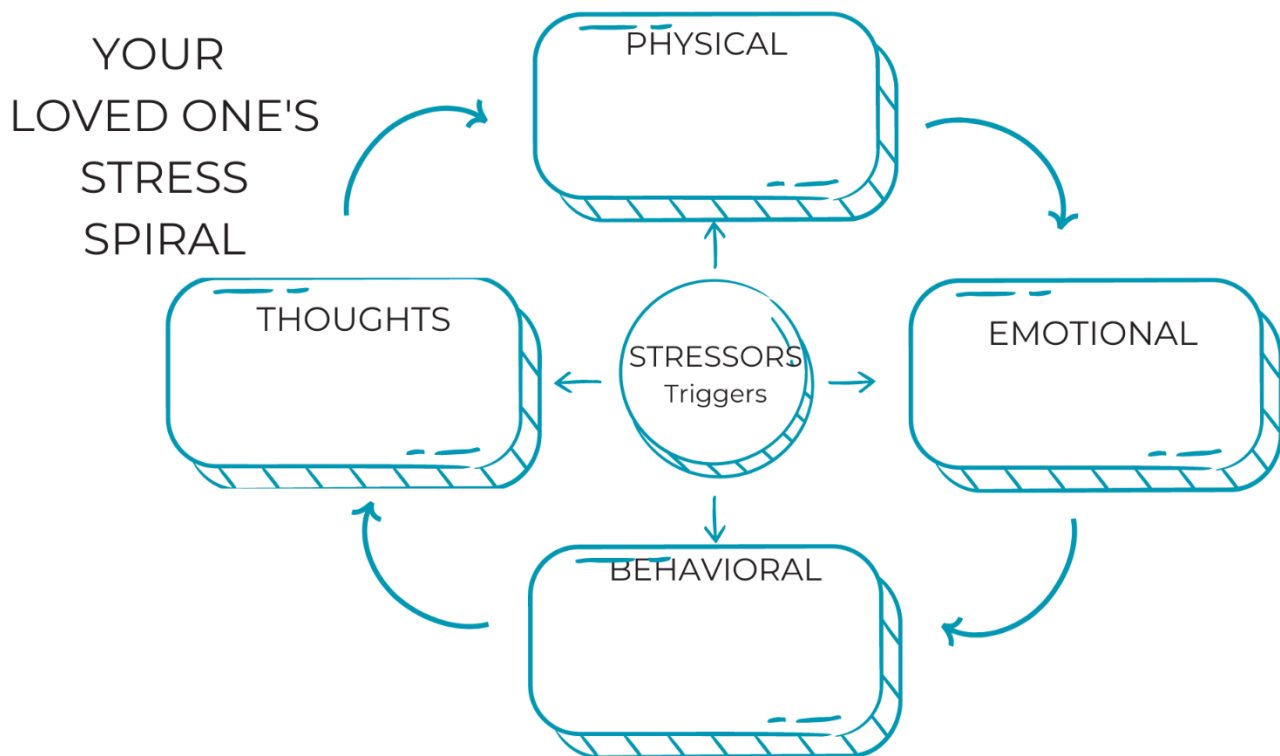 YOUR
LOVED ONE'S
STRESS
SPIRAL
PHYSICAL
THOUGHTS
STRESSORS
Triggers
EMOTIONAL
BEHAVIORAL